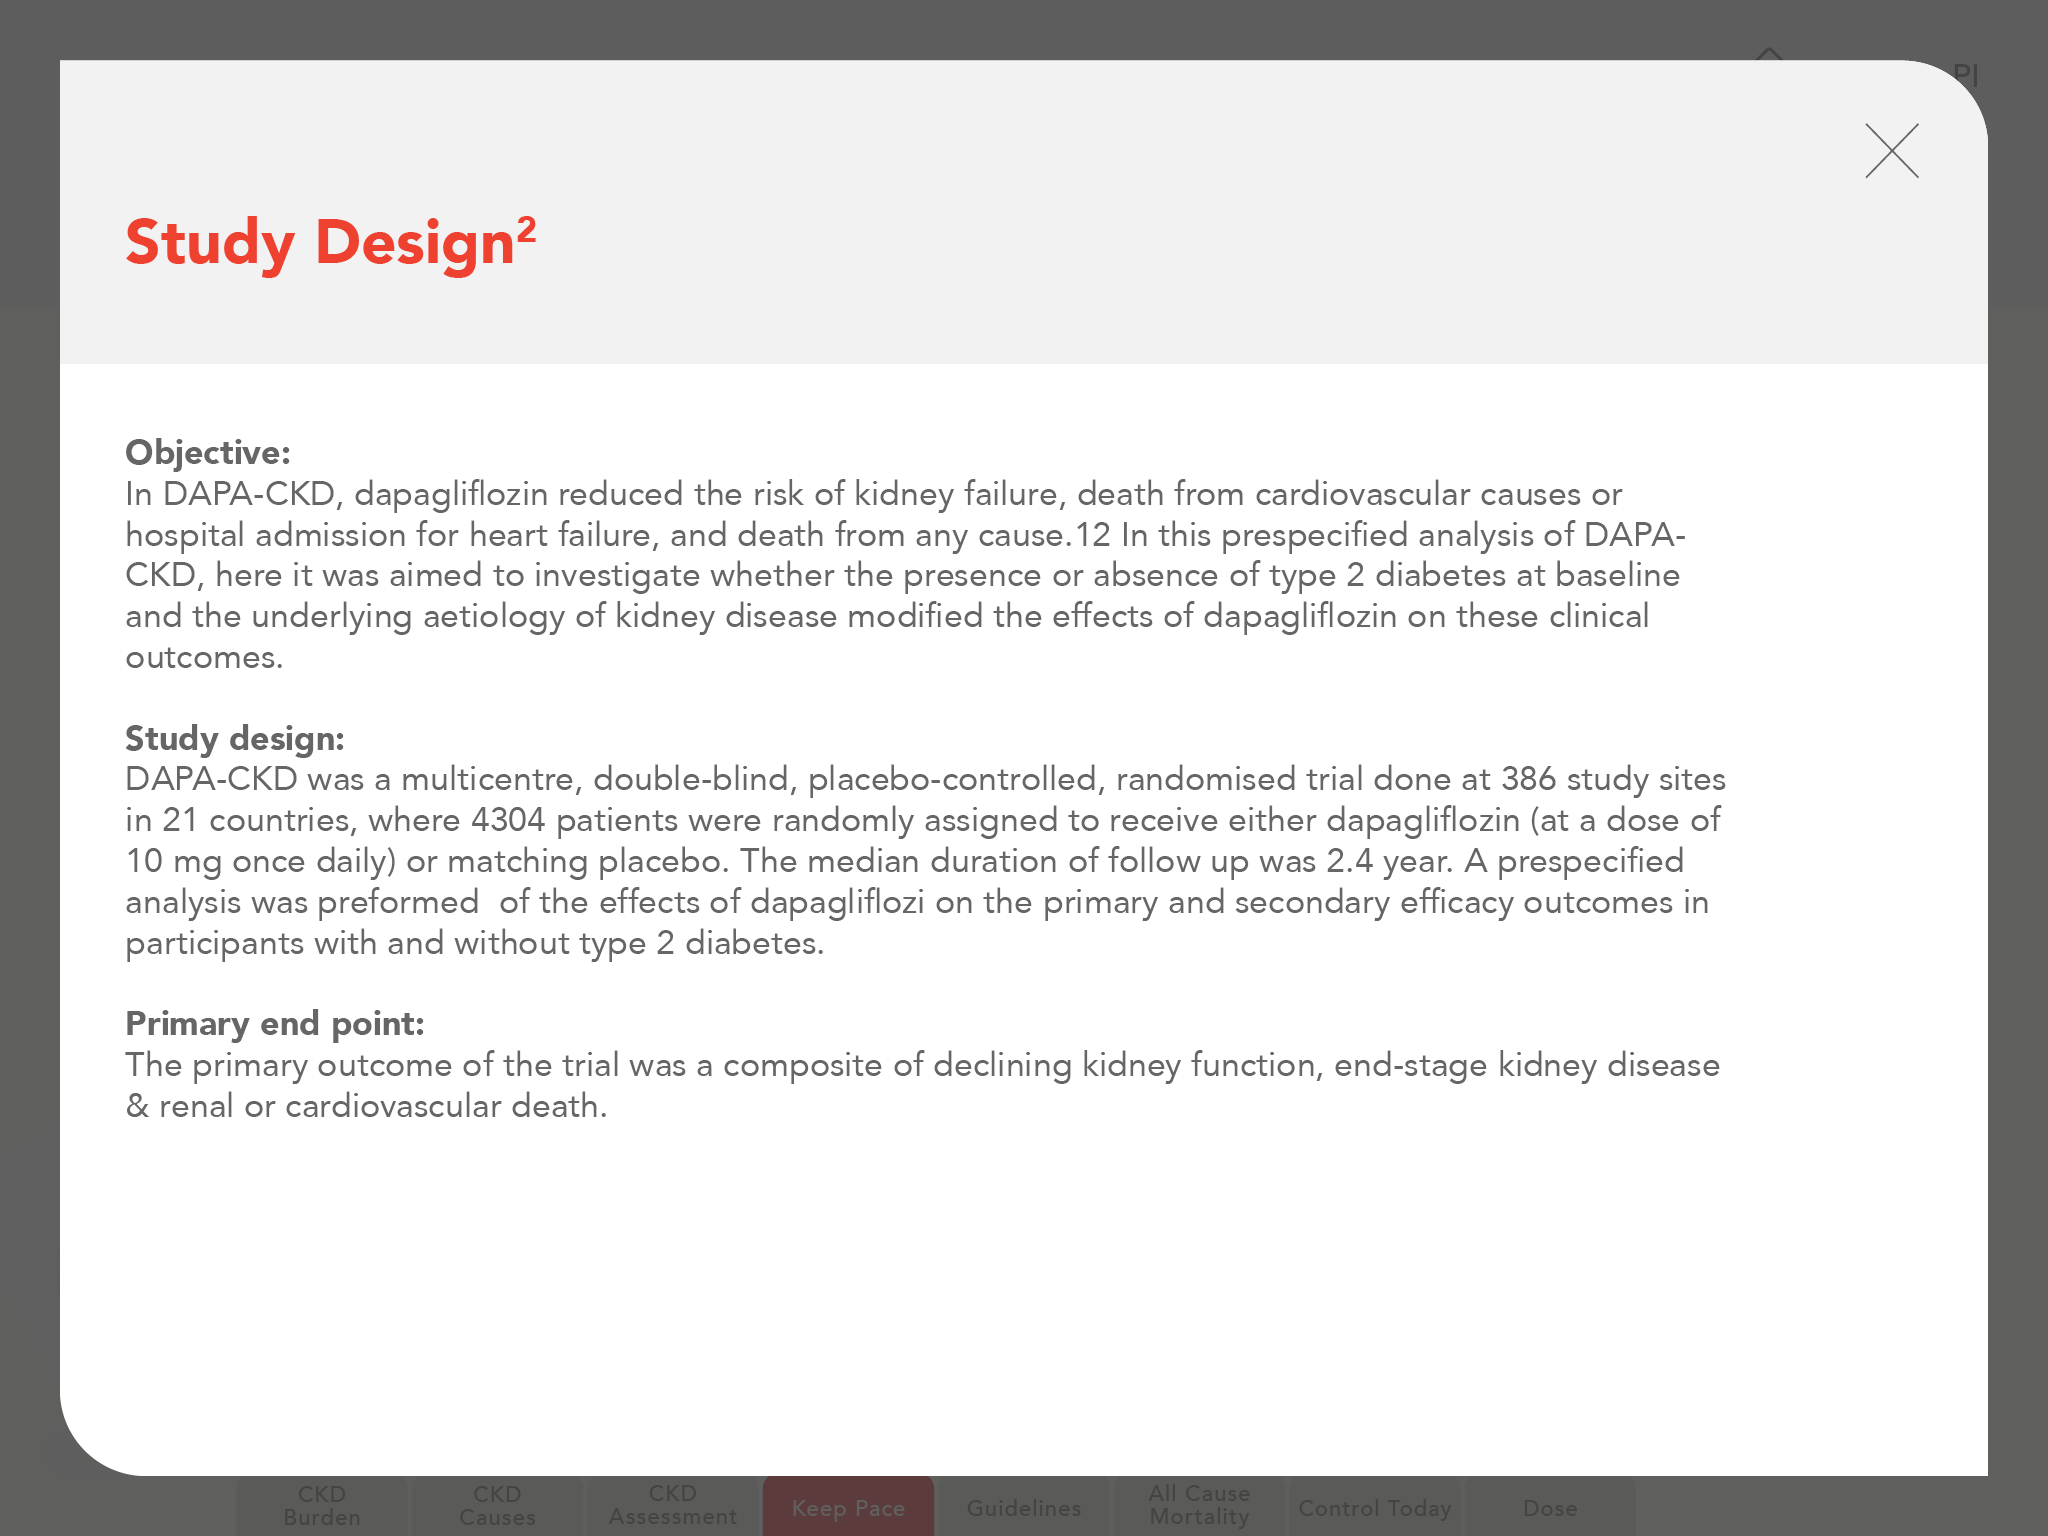 PI
Study Design2
Objective:
In DAPA-CKD, dapagliflozin reduced the risk of kidney failure, death from cardiovascular causes or
hospital admission for heart failure, and death from any cause.12 In this prespecified analysis of DAPA-
CKD, here it was aimed to investigate whether the presence or absence of type 2 diabetes at baseline
and the underlying aetiology of kidney disease modified the effects of dapagliflozin on these clinical
outcomes.
Study design:
DAPA-CKD was a multicentre, double-blind, placebo-controlled, randomised trial done at 386 study sites
in 21 countries, where 4304 patients were randomly assigned to receive either dapagliflozin (at a dose of
10 mg once daily) or matching placebo. The median duration of follow up was 2.4 year. A prespecified
analysis was preformed  of the effects of dapagliflozi on the primary and secondary efficacy outcomes in
participants with and without type 2 diabetes.
Primary end point:
The primary outcome of the trial was a composite of declining kidney function, end-stage kidney disease
& renal or cardiovascular death.
CKD
Burden
CKD
Causes
CKD
Assessment
Keep Pace
Guidelines
All Cause
Mortality
Control Today
Dose